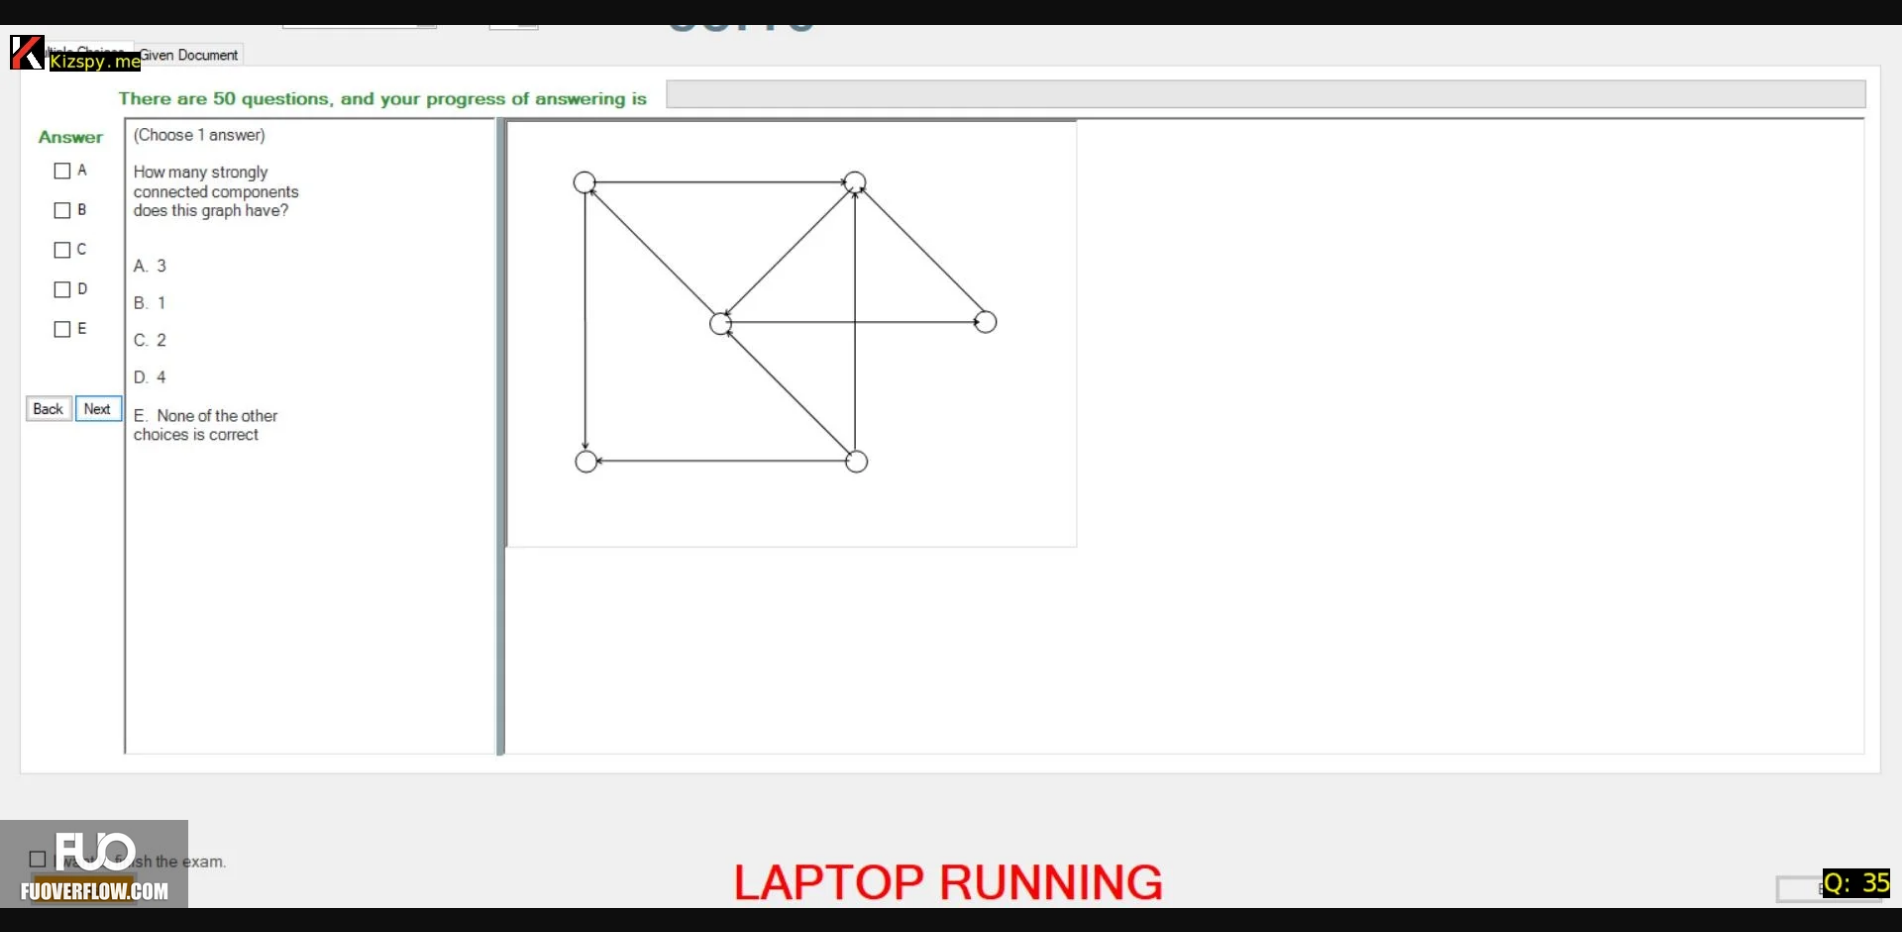 Kizspy.me
Given Document
There are 50 questions, and your progress of answering is
Answer
(Choose 1 answer)
A
B
C
D
E
How many strongly
connected components
does this graph have?
A. 3
B. 1
C. 2
D. 4
E. None of the other
choices is correct
Back
Next
the exam.
FUO
FUOVERFLOW.COM
LAPTOP RUNNING
Q: 35